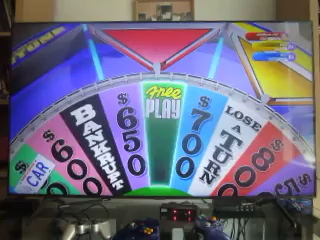 CAR
$600
BANKRUPT
$650
Free
PLAY
$700
LOSE
A
TURN
$800